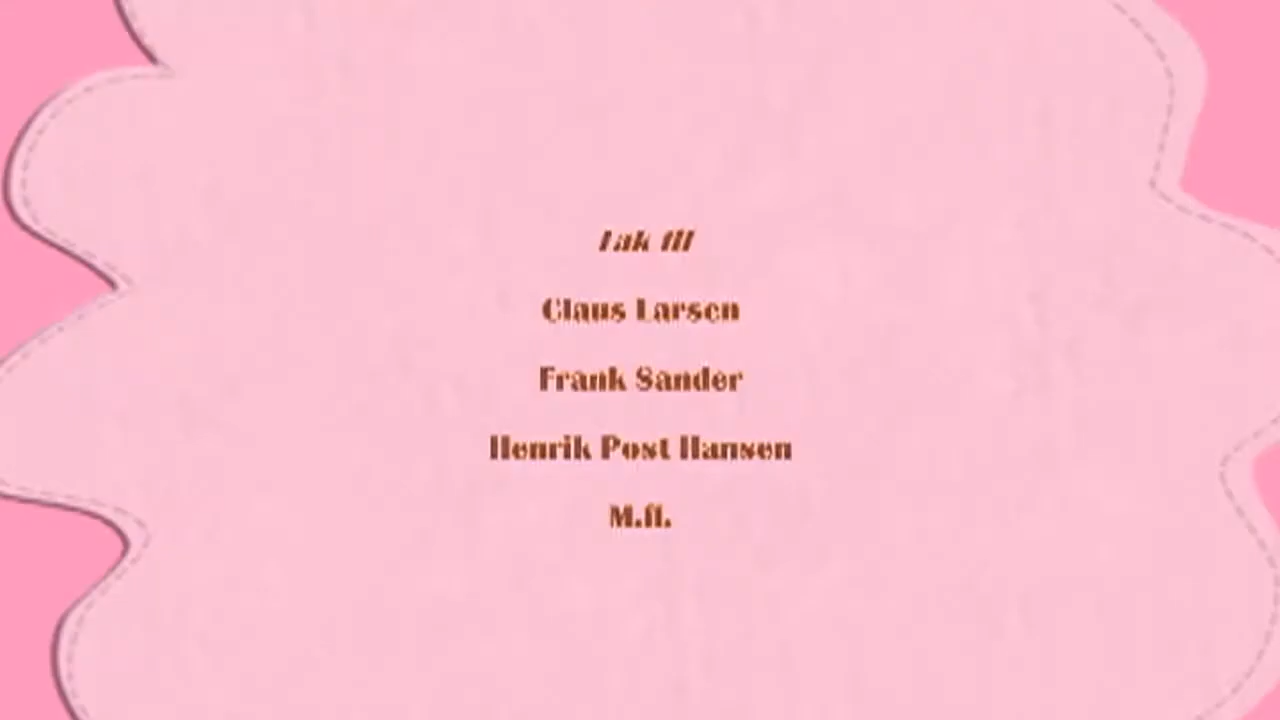 Tak til
Claus Larsen
Frank Sander
Henrik Post Hansen
M.fl.